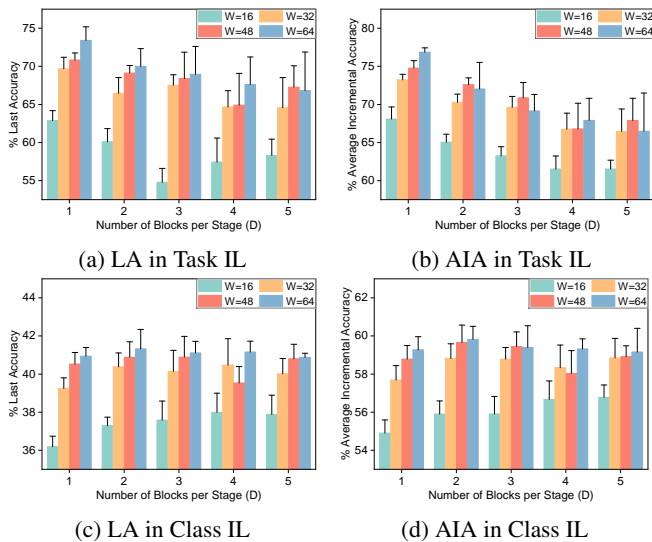 W=16 W=32
W=48 W=64
% Last Accuracy
75
70
65
60
55
1 2 3 4 5
Number of Blocks per Stage (D)
(a) LA in Task IL
W=16 W=32
W=48 W=64
% Average Incremental Accuracy
80
75
70
65
60
1 2 3 4 5
Number of Blocks per Stage (D)
(b) AIA in Task IL
W=16 W=32
W=48 W=64
% Last Accuracy
44
42
40
38
36
1 2 3 4 5
Number of Blocks per Stage (D)
(c) LA in Class IL
W=16 W=32
W=48 W=64
% Average Incremental Accuracy
62
60
58
56
54
1 2 3 4 5
Number of Blocks per Stage (D)
(d) AIA in Class IL